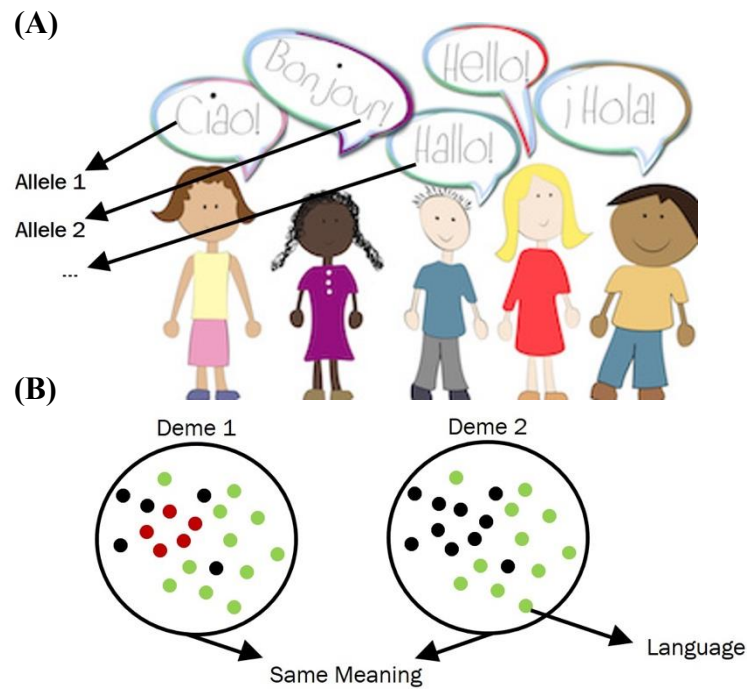 (A)
Ciao!
Bonjour!
Hello!
Hallo!
¡Hola!
Allele 1
Allele 2
...
(B)
Deme 1
Deme 2
Language
Same Meaning